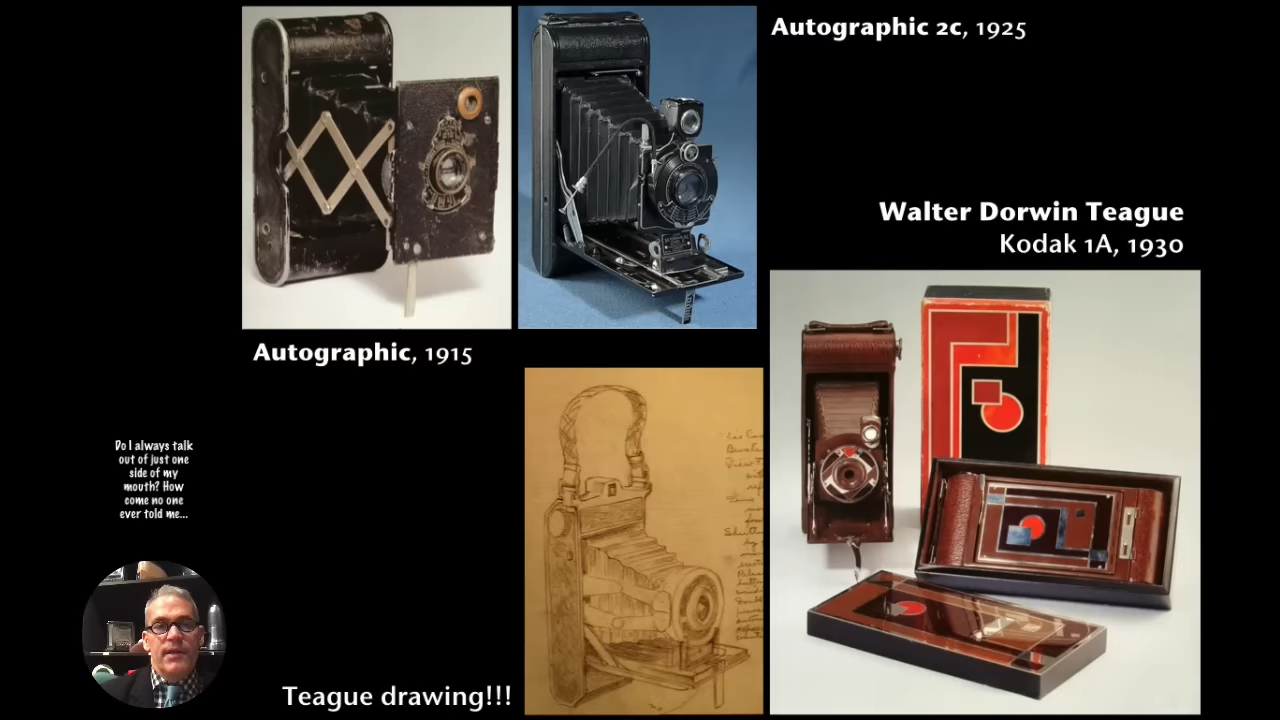 Autographic 2c, 1925
Walter Dorwin Teague
Kodak 1A, 1930
Autographic, 1915
Do I always talk
out of just one
side of my
mouth? How
come no one
ever told me...
Teague drawing!!!